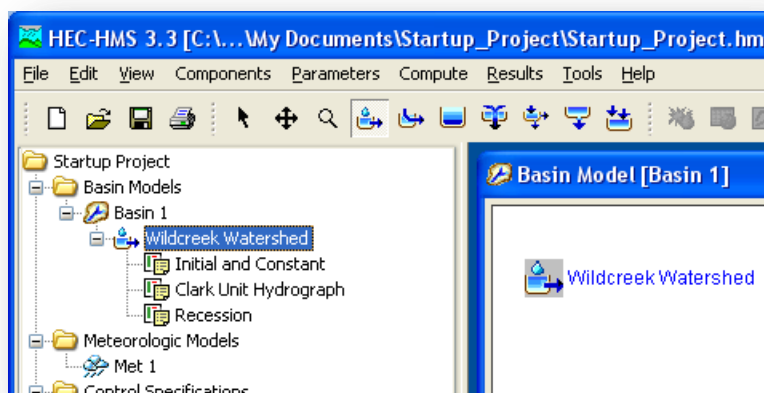 HEC-HMS 3.3 [C:\...\My Documents\Startup_Project\Startup_Project.hm
File Edit View Components Parameters Compute Results Tools Help
Startup Project
Basin Models
Basin 1
Wildcreek Watershed
Initial and Constant
Clark Unit Hydrograph
Recession
Meteorologic Models
Met 1
Control Specifications
Basin Model [Basin 1]
Wildcreek Watershed